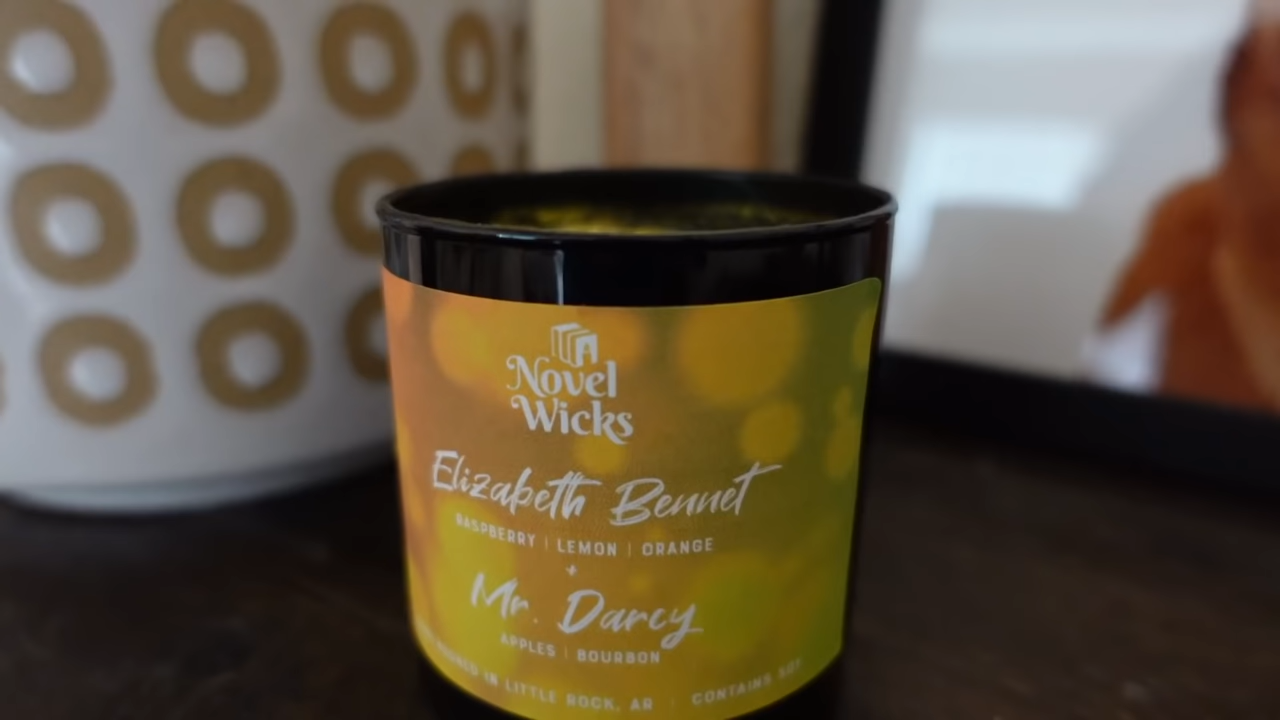 A
Novel
Wicks
Elizabeth Bennet
RASPBERRY | LEMON | ORANGE
+
Mr. Darcy
APPLES | BOURBON
IN LITTLE ROCK, AR | CONTAINS SOY